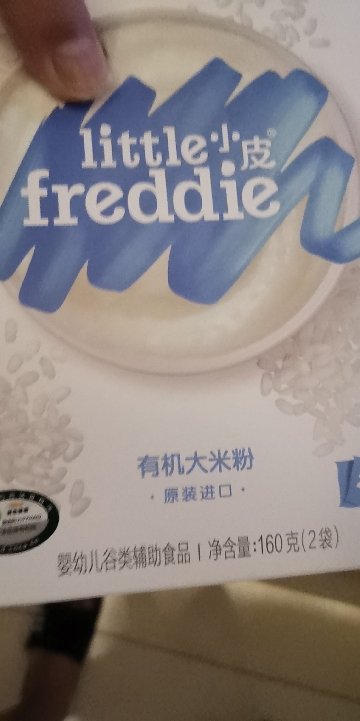 little小皮®
freddie
有机大米粉
·原装进口·
婴幼儿谷类辅助食品 | 净含量:160克(2袋)